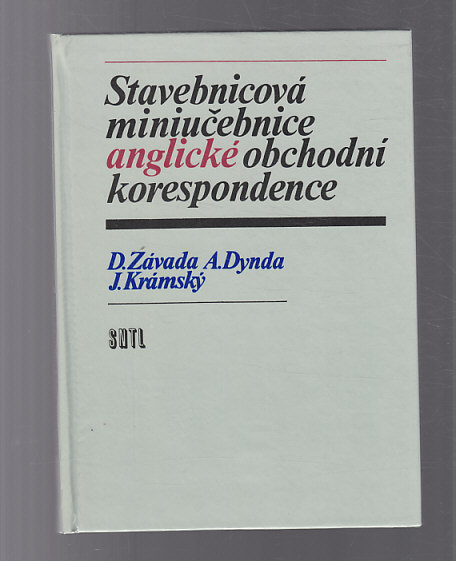 Stavebnicová
miniučebnice
anglické obchodní
korespondence
D.Závada A.Dynda
J.Krámský
SNTL